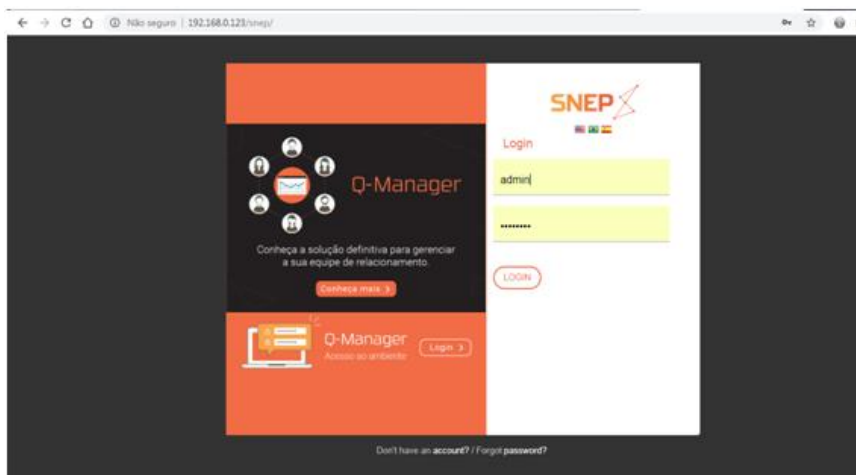 Não seguro | 192.168.0.123/snep/
SNEP
Login
admin
Q-Manager
Conheça a solução definitiva para gerenciar
a sua equipe de relacionamento.
Conheça mais >
LOGIN
Q-Manager
Acesso ao ambiente
Login >
Don't have an account? / Forgot password?